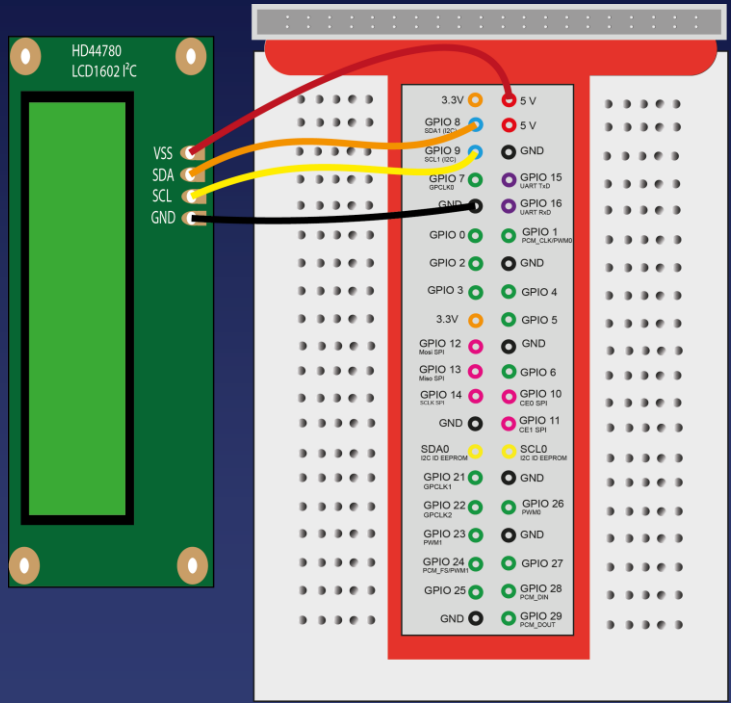 HD44780
LCD1602 I²C
VSS
SDA
SCL
GND
3.3V
5 V
GPIO 8
SDA1 (I2C)
5 V
GPIO 9
SCL1 (I2C)
GND
GPIO 7
GPCLK0
GPIO 15
UART TxD
GND
GPIO 16
UART RxD
GPIO 0
GPIO 1
PCM_CLK/PWM0
GPIO 2
GND
GPIO 3
GPIO 4
3.3V
GPIO 5
GPIO 12
Mosi SPI
GND
GPIO 13
Miso SPI
GPIO 6
GPIO 14
SCLK SPI
GPIO 10
CE0 SPI
GND
GPIO 11
CE1 SPI
SDA0
I2C ID EEPROM
SCL0
I2C ID EEPROM
GPIO 21
GPCLK1
GND
GPIO 22
GPCLK2
GPIO 26
PWM0
GPIO 23
PWM1
GND
GPIO 24
PCM_FS/PWM1
GPIO 27
GPIO 25
GPIO 28
PCM_DIN
GND
GPIO 29
PCM_DOUT